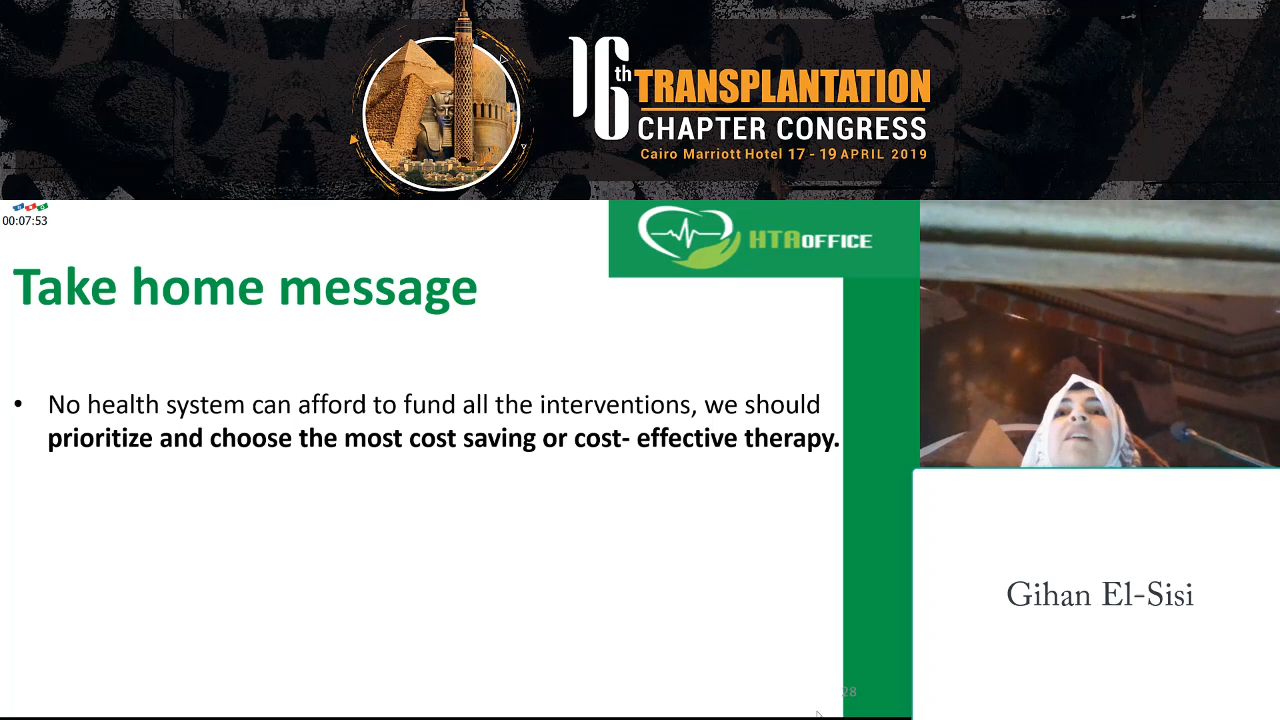 16th TRANSPLANTATION
CHAPTER CONGRESS
Cairo Marriott Hotel 17 - 19 APRIL 2019
00:07:53
HTA OFFICE
Take home message
• No health system can afford to fund all the interventions, we should
prioritize and choose the most cost saving or cost- effective therapy.
Gihan El-Sisi
28